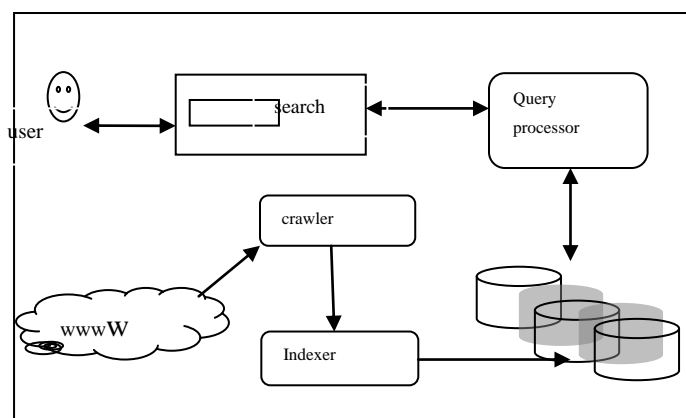 search
user
Query
processor
crawler
wwwW
Indexer